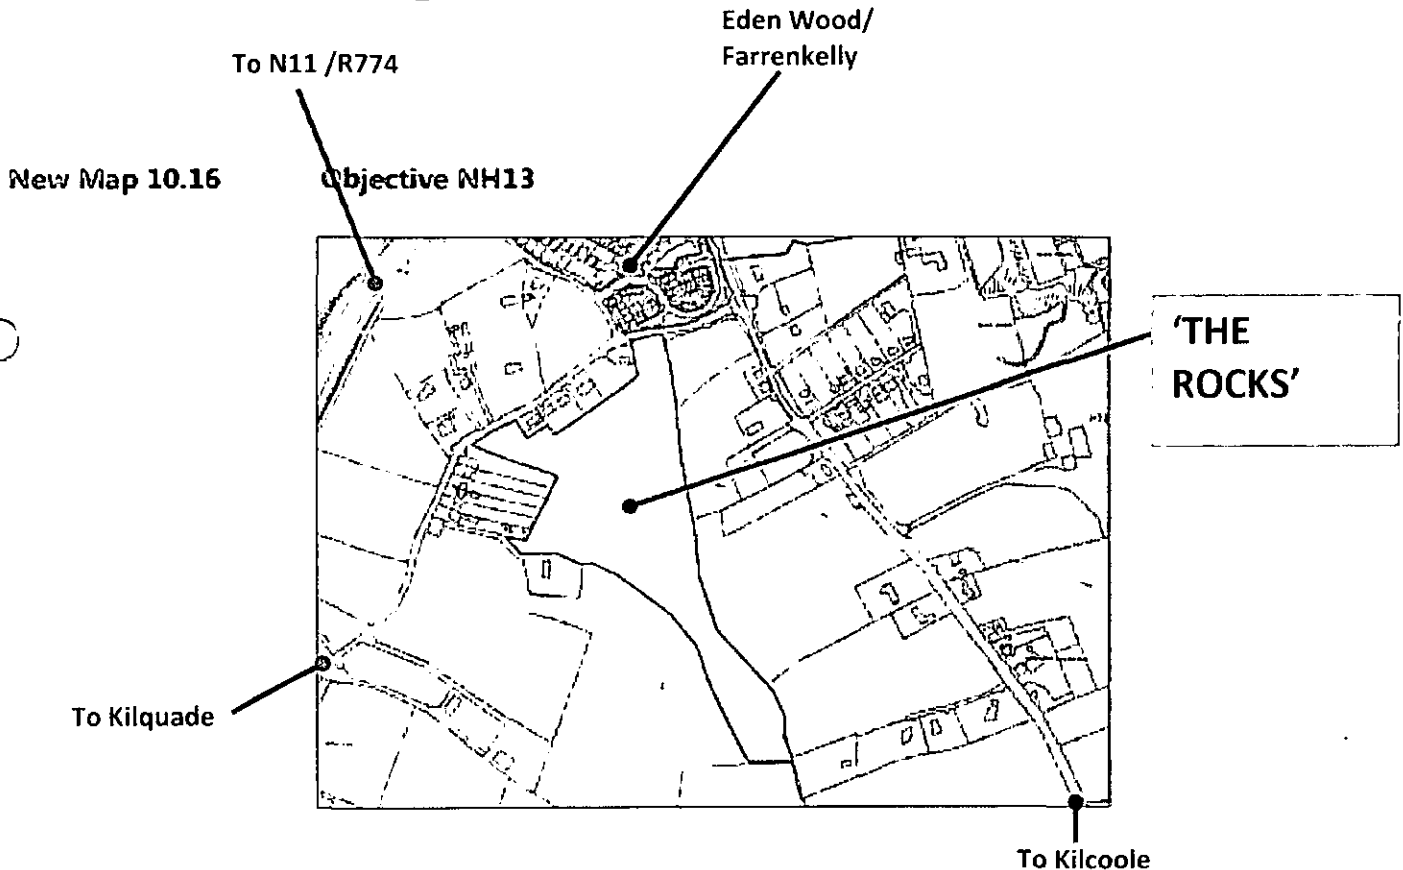 Eden Wood/
Farrenkelly
To N11 /R774
New Map 10.16 Objective NH13
'THE
ROCKS'
To Kilquade
To Kilcoole